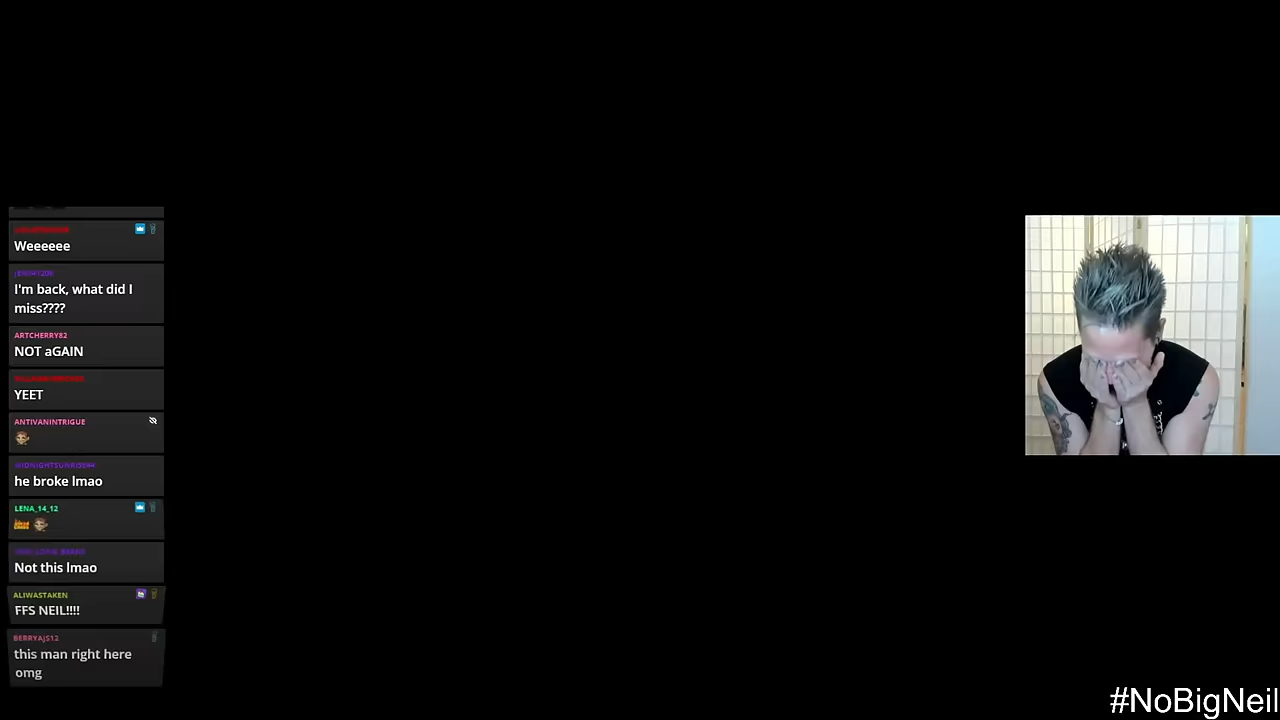 Weeeeee
I'm back, what did I
miss????
ARTCHERRY82
NOT aGAIN
YEET
ANTIVANINTRIGUE
he broke lmao
LENA_14_12
Not this lmao
ALIWASTAKEN
FFS NEIL!!!!
BERRYAJS12
this man right here
omg
#NoBigNeil